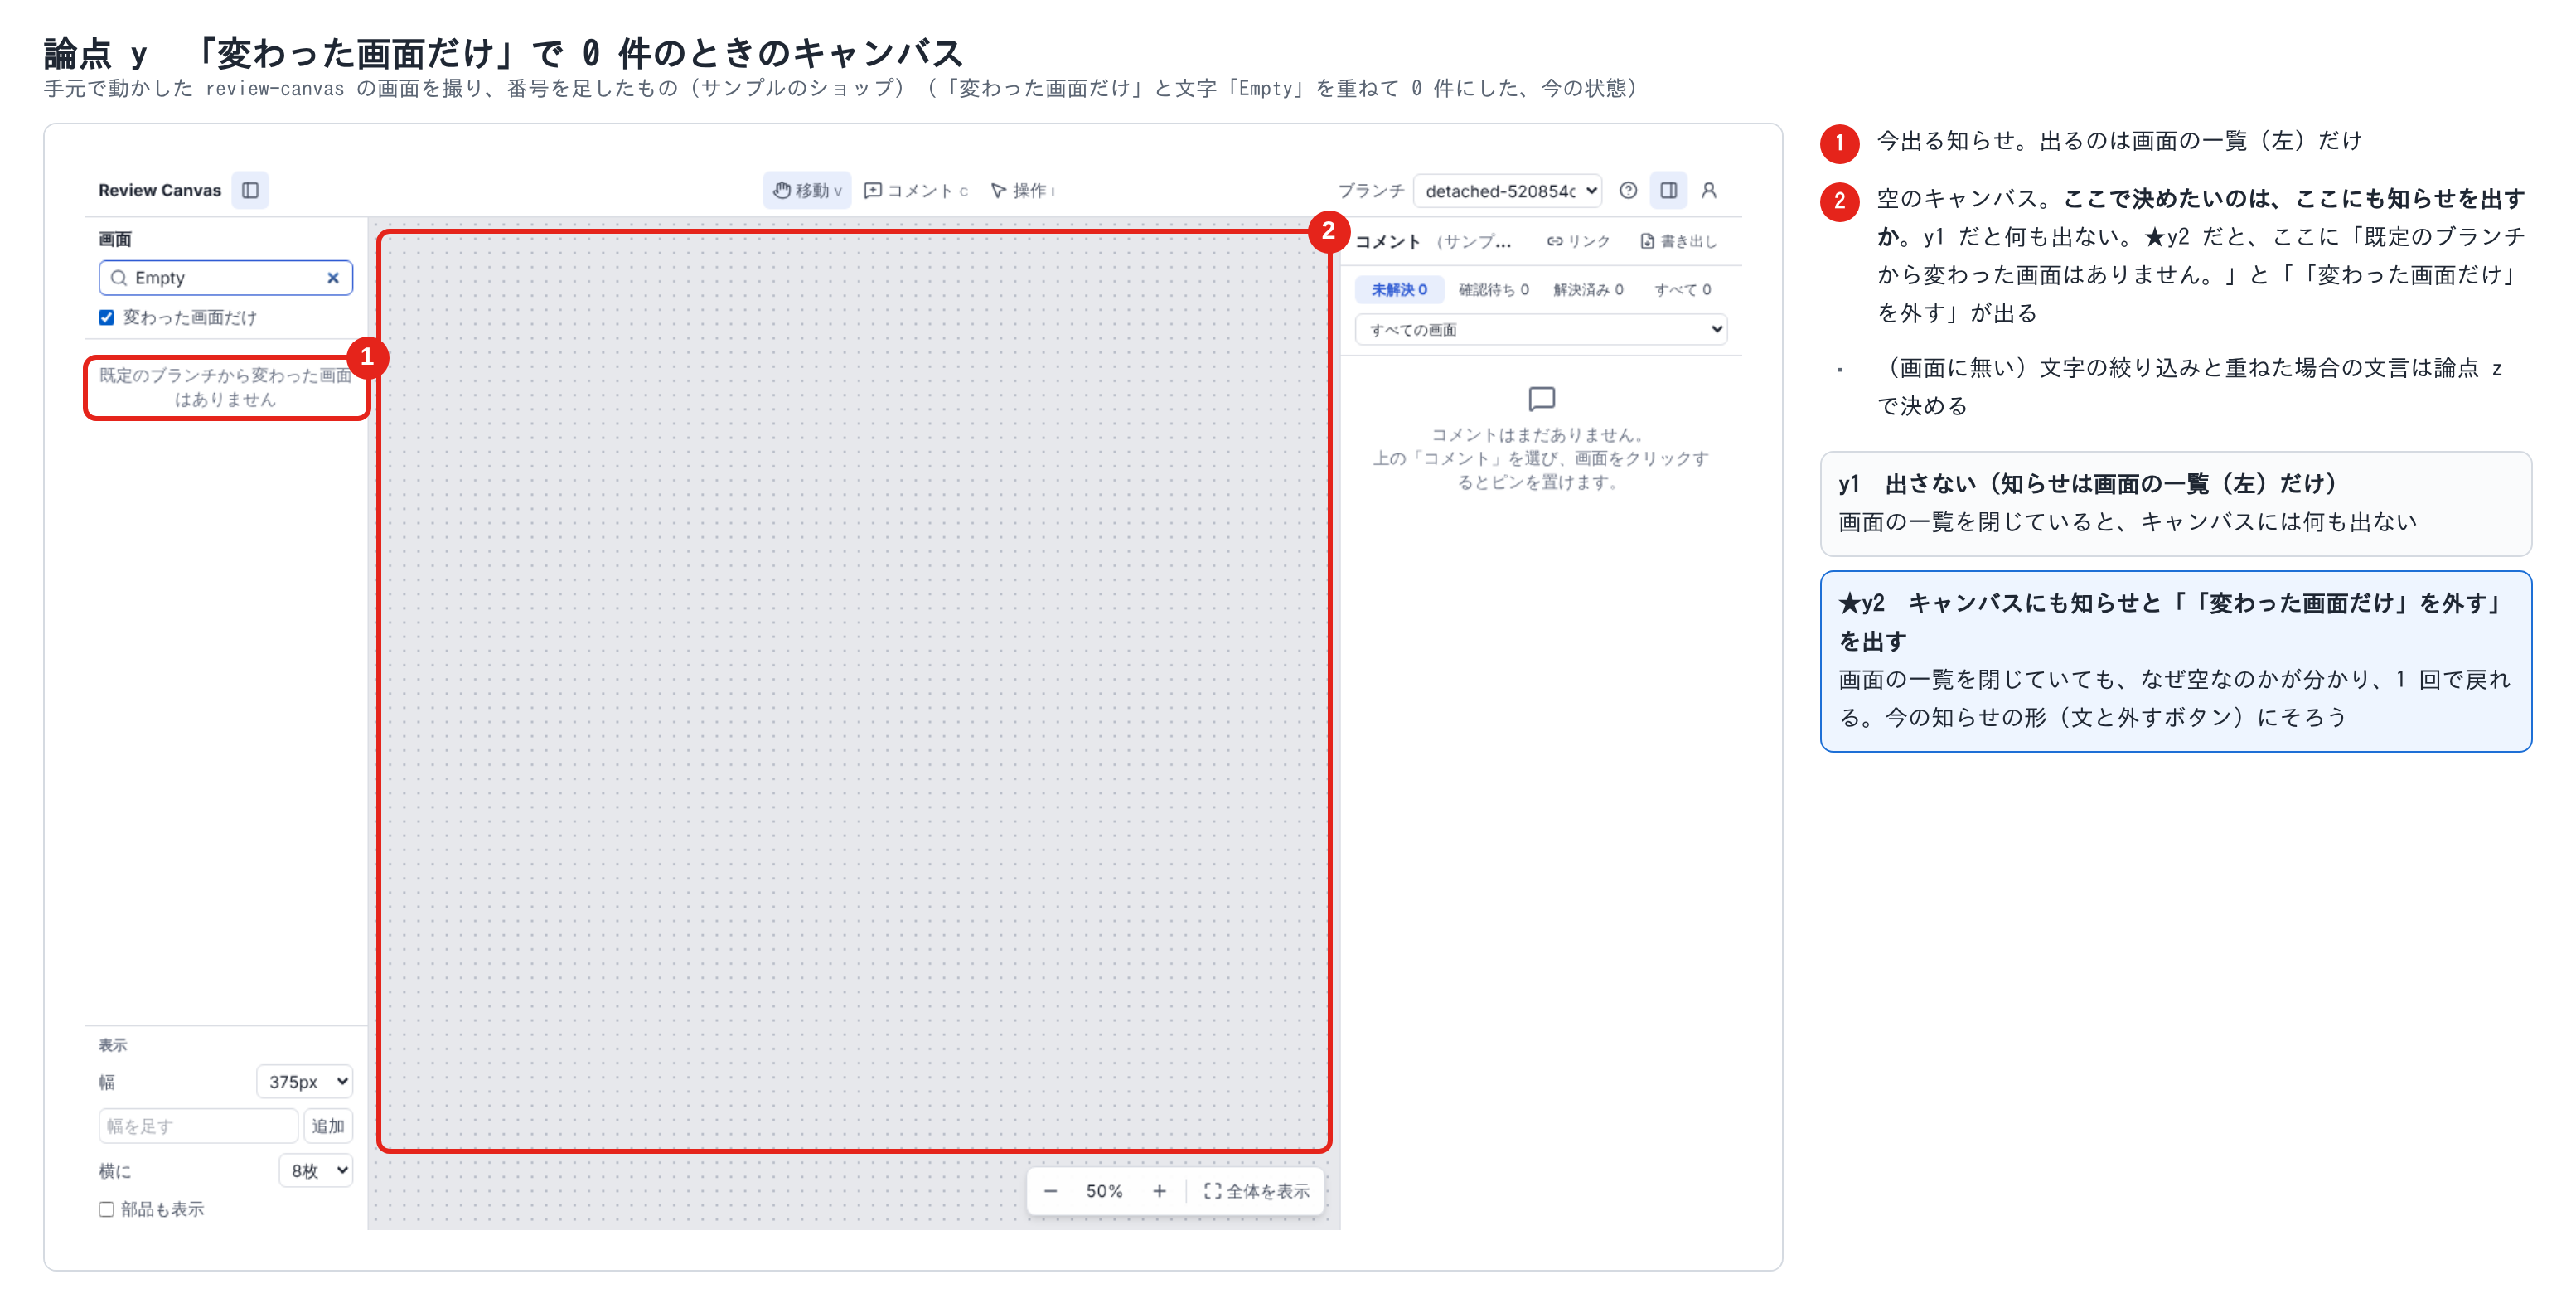 論点 y 「変わった画面だけ」で 0 件のときのキャンバス
手元で動かした review-canvas の画面を撮り、番号を足したもの（サンプルのショップ）（「変わった画面だけ」と文字「Empty」を重ねて 0 件にした、今の状態）
Review Canvas
移動 V
コメント C
操作 I
ブランチ
detached-520854c
画面
Empty
変わった画面だけ
1
既定のブランチから変わった画面
はありません
2
コメント （サンプ...
リンク
書き出し
未解決 0
確認待ち 0
解決済み 0
すべて 0
すべての画面
コメントはまだありません。
上の「コメント」を選び、画面をクリックす
るとピンを置けます。
表示
幅
375px
幅を足す
追加
横に
8枚
部品も表示
50%
全体を表示
1 今出る知らせ。出るのは画面の一覧（左）だけ
2 空のキャンバス。ここで決めたいのは、ここにも知らせを出す
か。y1 だと何も出ない。★y2 だと、ここに「既定のブランチ
から変わった画面はありません。」と「「変わった画面だけ」
を外す」が出る
・ （画面に無い）文字の絞り込みと重ねた場合の文言は論点 z
で決める
y1 出さない（知らせは画面の一覧（左）だけ）
画面の一覧を閉じていると、キャンバスには何も出ない
★y2 キャンバスにも知らせと「「変わった画面だけ」を外す」
を出す
画面の一覧を閉じていても、なぜ空なのかが分かり、1 回で戻れ
る。今の知らせの形（文と外すボタン）にそろう